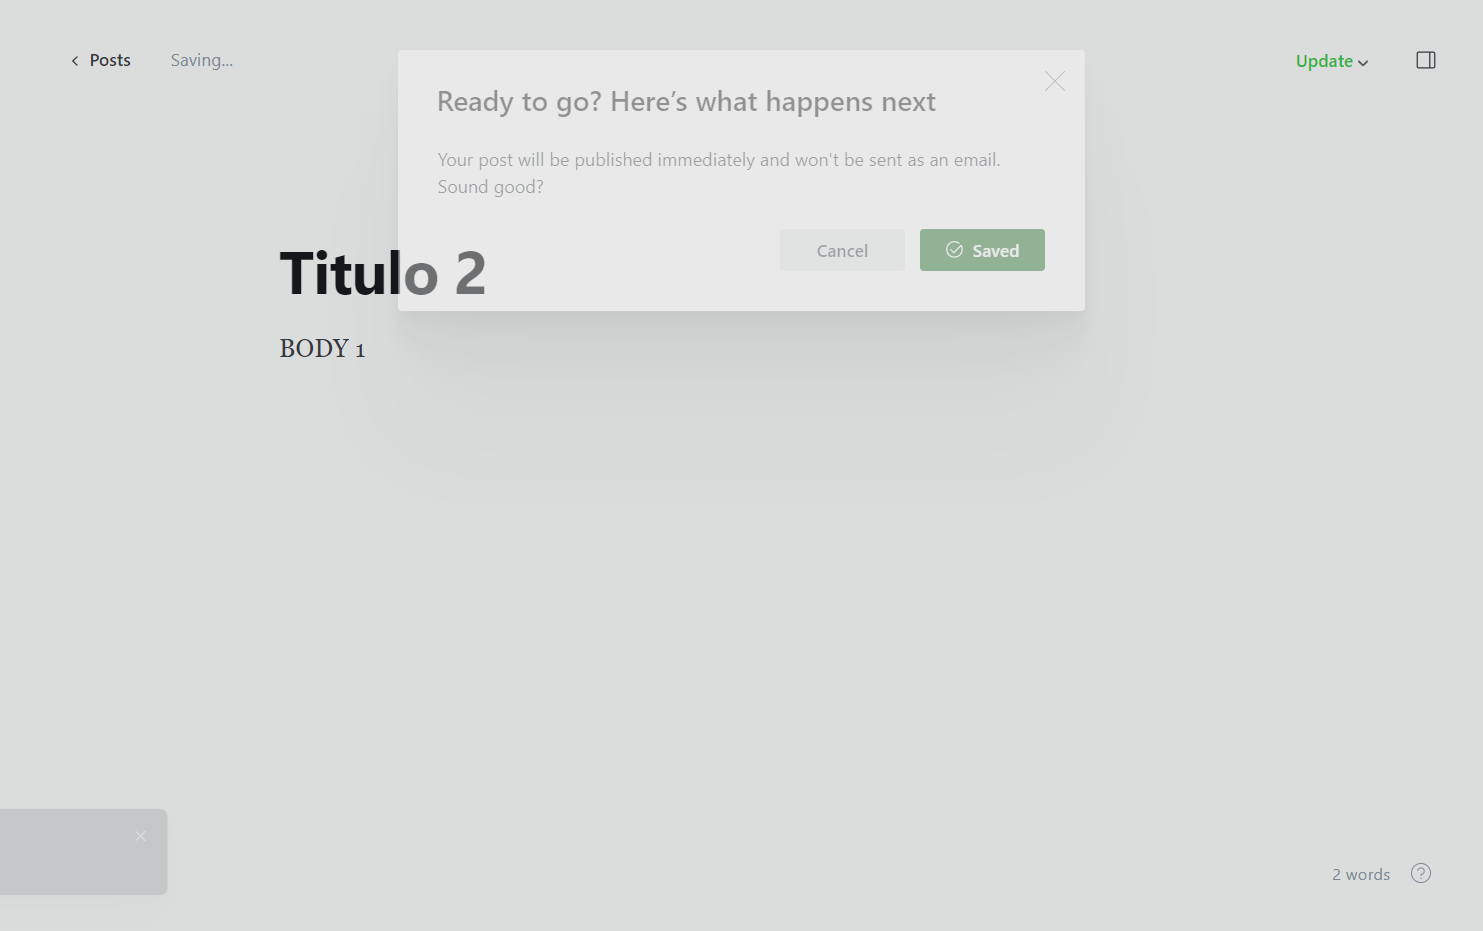 Posts
Saving...
Update
Ready to go? Here’s what happens next
Your post will be published immediately and won't be sent as an email.
Sound good?
Cancel
Saved
Titulo 2
BODY 1
2 words
?